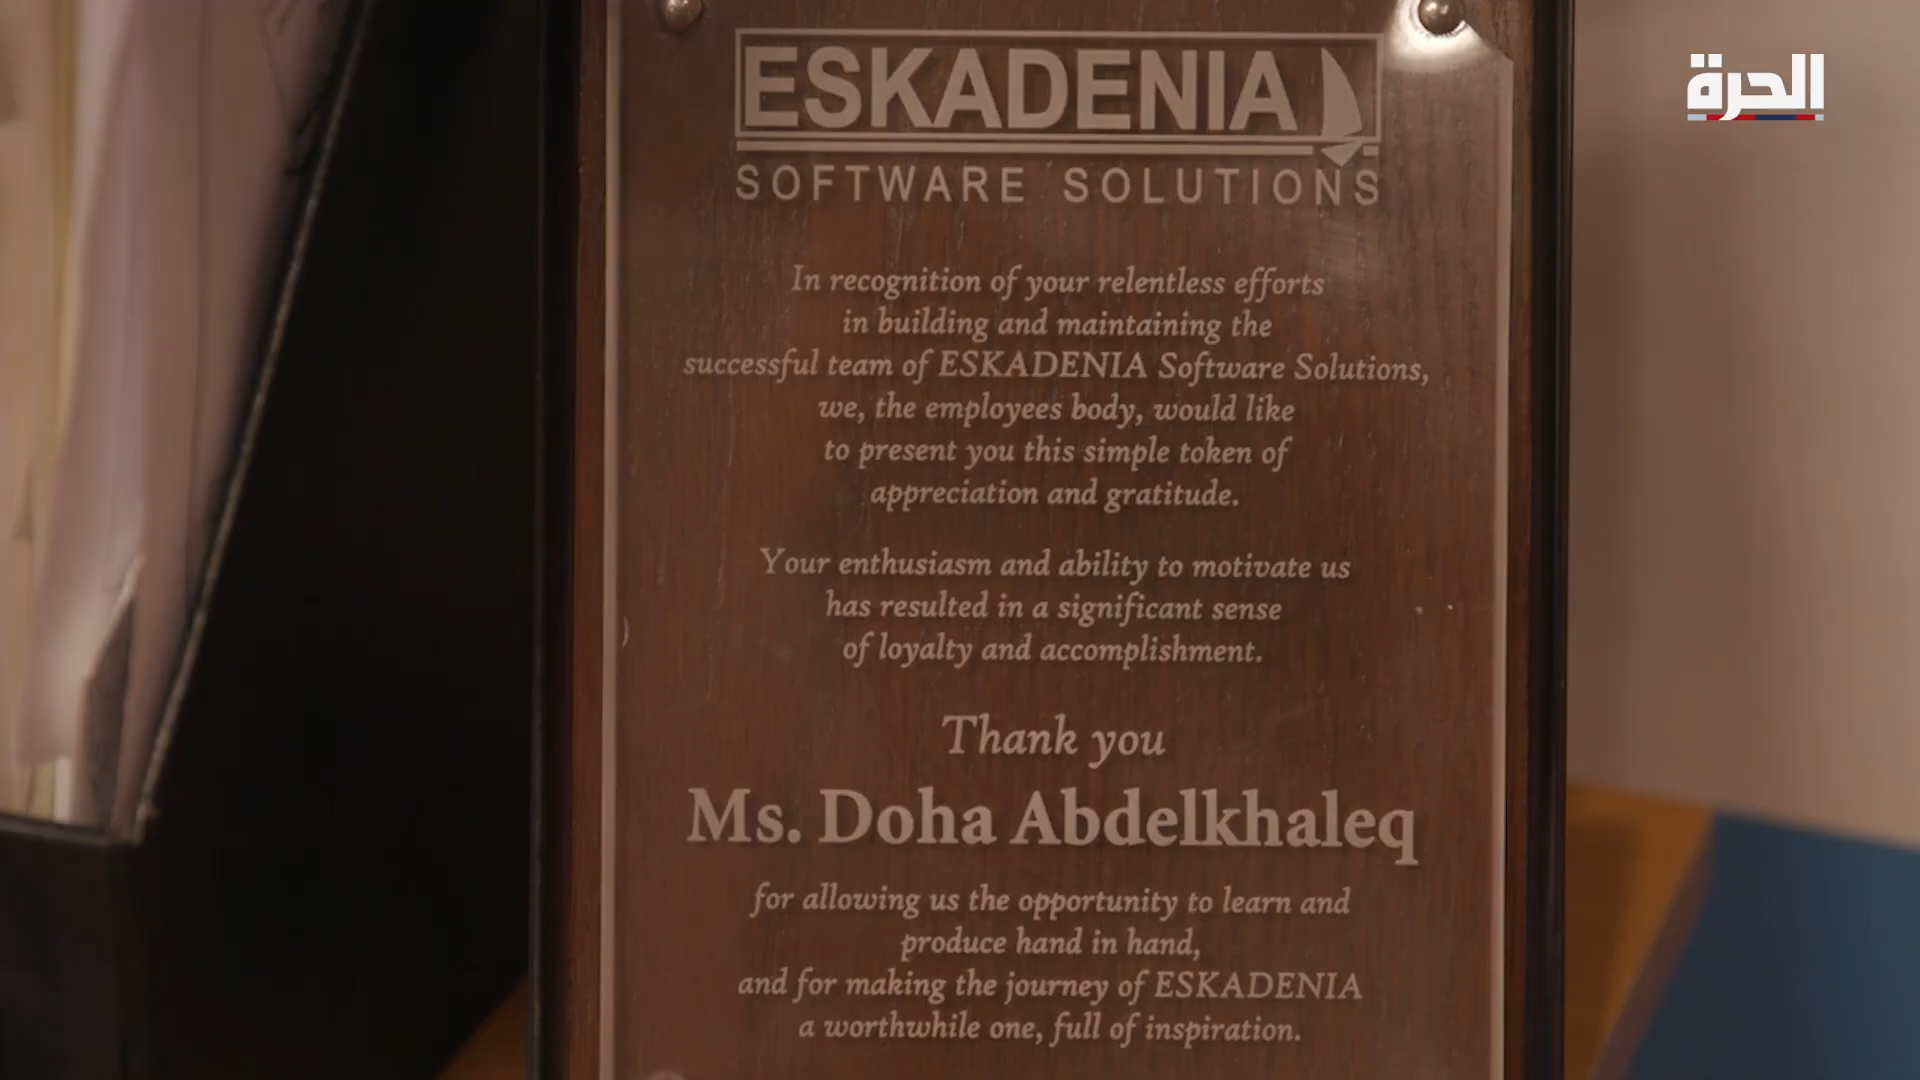 الحرة
ESKADENIA
SOFTWARE SOLUTIONS
In recognition of your relentless efforts
in building and maintaining the
successful team of ESKADENIA Software Solutions,
we, the employees body, would like
to present you this simple token of
appreciation and gratitude.
Your enthusiasm and ability to motivate us
has resulted in a significant sense
of loyalty and accomplishment.
Thank you
Ms. Doha Abdelkhaleq
for allowing us the opportunity to learn and
produce hand in hand,
and for making the journey of ESKADENIA
a worthwhile one, full of inspiration.